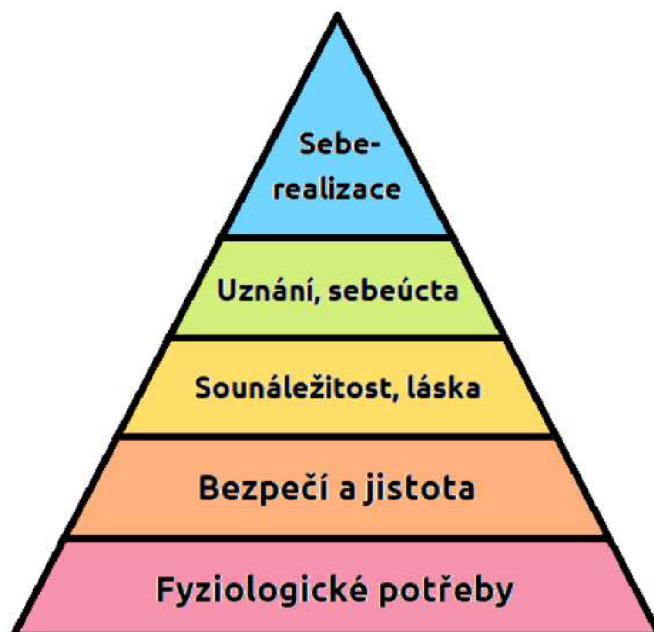 Sebe-
realizace
Uznání, sebeúcta
Sounáležitost, láska
Bezpečí a jistota
Fyziologické potřeby